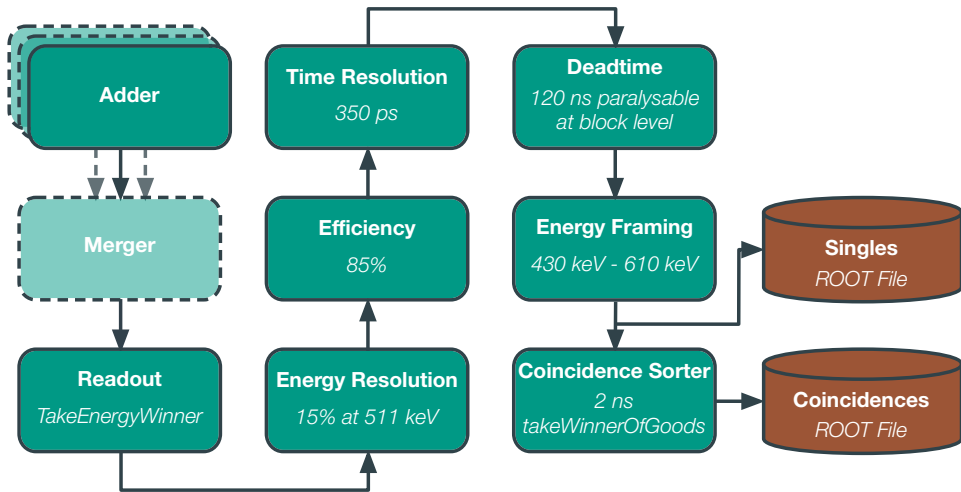 Adder
Merger
Readout
TakeEnergyWinner
Energy Resolution
15% at 511 keV
Efficiency
85%
Time Resolution
350 ps
Deadtime
120 ns paralysable
at block level
Energy Framing
430 keV - 610 keV
Coincidence Sorter
2 ns
takeWinnerOfGoods
Singles
ROOT File
Coincidences
ROOT File